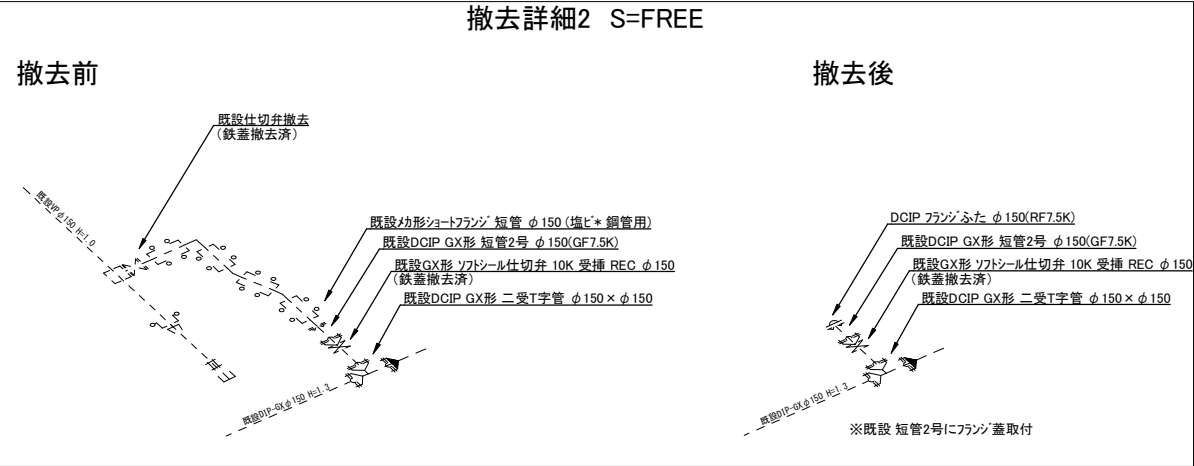 撤去詳細2 S=FREE
撤去前
既設仕切弁撤去
(鉄蓋撤去済)
既設VPφ150 H=1.0
既設メカ形ショートフランジ 短管 φ150 (塩ビ* 鋼管用)
既設DCIP GX形 短管2号 φ150(GF7.5K)
既設GX形 ソフトシール仕切弁 10K 受挿 REC φ150
(鉄蓋撤去済)
既設DCIP GX形 二受T字管 φ150×φ150
既設DIP-GXφ150 H=1.3
撤去後
DCIP フランジふた φ150(RF7.5K)
既設DCIP GX形 短管2号 φ150(GF7.5K)
既設GX形 ソフトシール仕切弁 10K 受挿 REC φ150
(鉄蓋撤去済)
既設DCIP GX形 二受T字管 φ150×φ150
既設DIP-GXφ150 H=1.3
※既設 短管2号にフランジ蓋取付